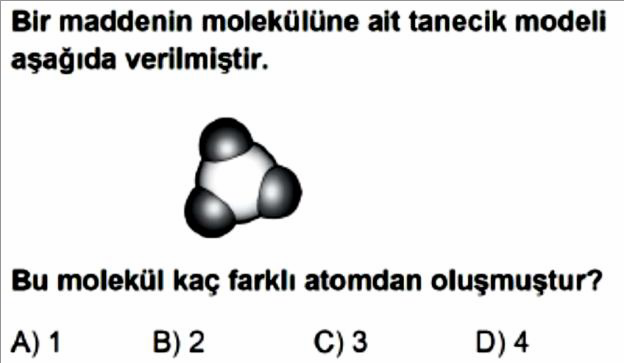 Bir maddenin molekülüne ait tanecik modeli
aşağıda verilmiştir.
Bu molekül kaç farklı atomdan oluşmuştur?
A) 1 B) 2 C) 3 D) 4